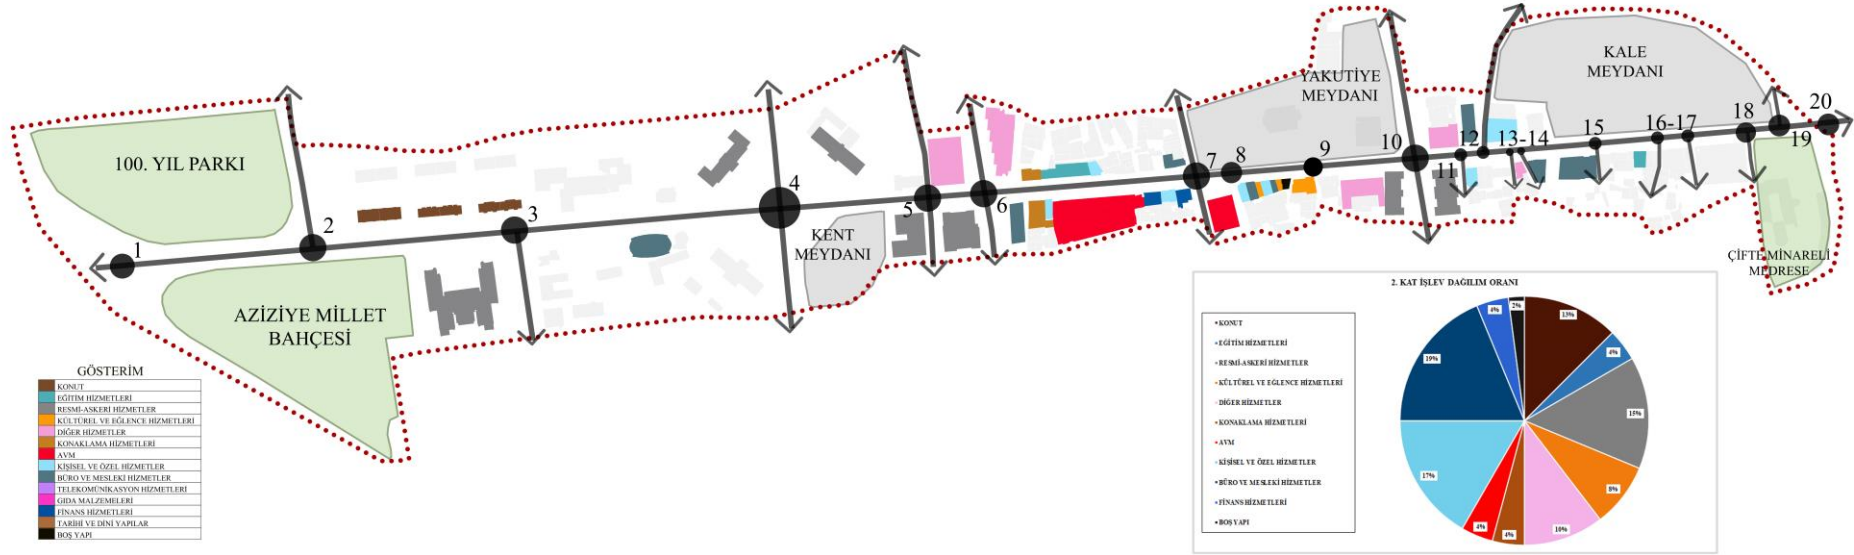 100. YIL PARKI
AZİZİYE MİLLET
BAHÇESİ
KENT
MEYDANI
YAKUTİYE
MEYDANI
KALE
MEYDANI
ÇİFTE MİNARELİ
MEDRESE
1
2
3
4
5
6
7
8
9
10
11
12
13-14
15
16-17
18
19
20
GÖSTERİM
KONUT
EĞİTİM HİZMETLERİ
RESMİ-ASKERİ HİZMETLER
KÜLTÜREL VE EĞLENCE HİZMETLERİ
DİĞER HİZMETLER
KONAKLAMA HİZMETLERİ
AVM
KİŞİSEL VE ÖZEL HİZMETLER
BÜRO VE MESLEKİ HİZMETLER
TELEKOMÜNİKASYON HİZMETLERİ
GIDA MALZEMELERİ
FİNANS HİZMETLERİ
TARİHİ VE DİNİ YAPILAR
BOŞ YAPI
2. KAT İŞLEV DAĞILIM ORANI
KONUT
EĞİTİM HİZMETLERİ
RESMİ-ASKERİ HİZMETLER
KÜLTÜREL VE EĞLENCE HİZMETLERİ
DİĞER HİZMETLER
KONAKLAMA HİZMETLERİ
AVM
KİŞİSEL VE ÖZEL HİZMETLER
BÜRO VE MESLEKİ HİZMETLER
FİNANS HİZMETLERİ
BOŞ YAPI
13%
4%
15%
8%
10%
4%
4%
17%
19%
4%
2%